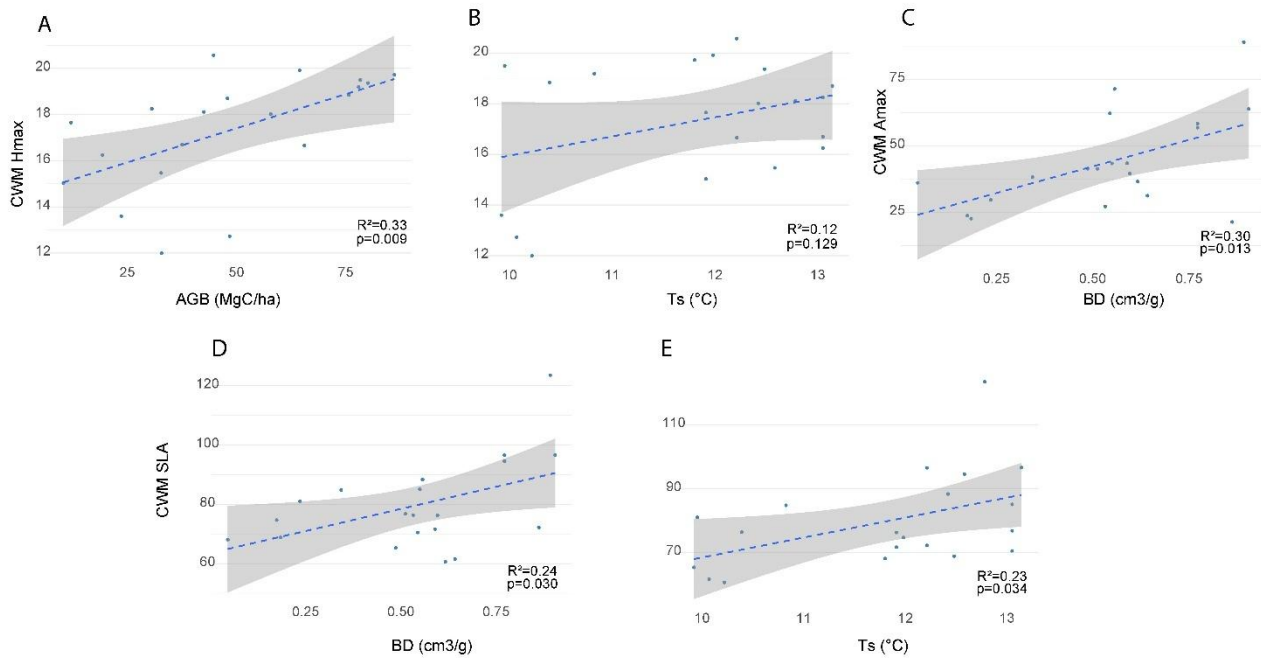 A
CWM Hmax
20
18
16
14
12
25
50
75
AGB (MgC/ha)
R²=0.33
p=0.009
B
20
18
16
14
12
10
11
12
13
Ts (°C)
R²=0.12
p=0.129
C
CWM Amax
75
50
25
0.25
0.50
0.75
BD (cm3/g)
R²=0.30
p=0.013
D
CWM SLA
120
100
80
60
0.25
0.50
0.75
BD (cm3/g)
R²=0.24
p=0.030
E
110
90
70
10
11
12
13
Ts (°C)
R²=0.23
p=0.034